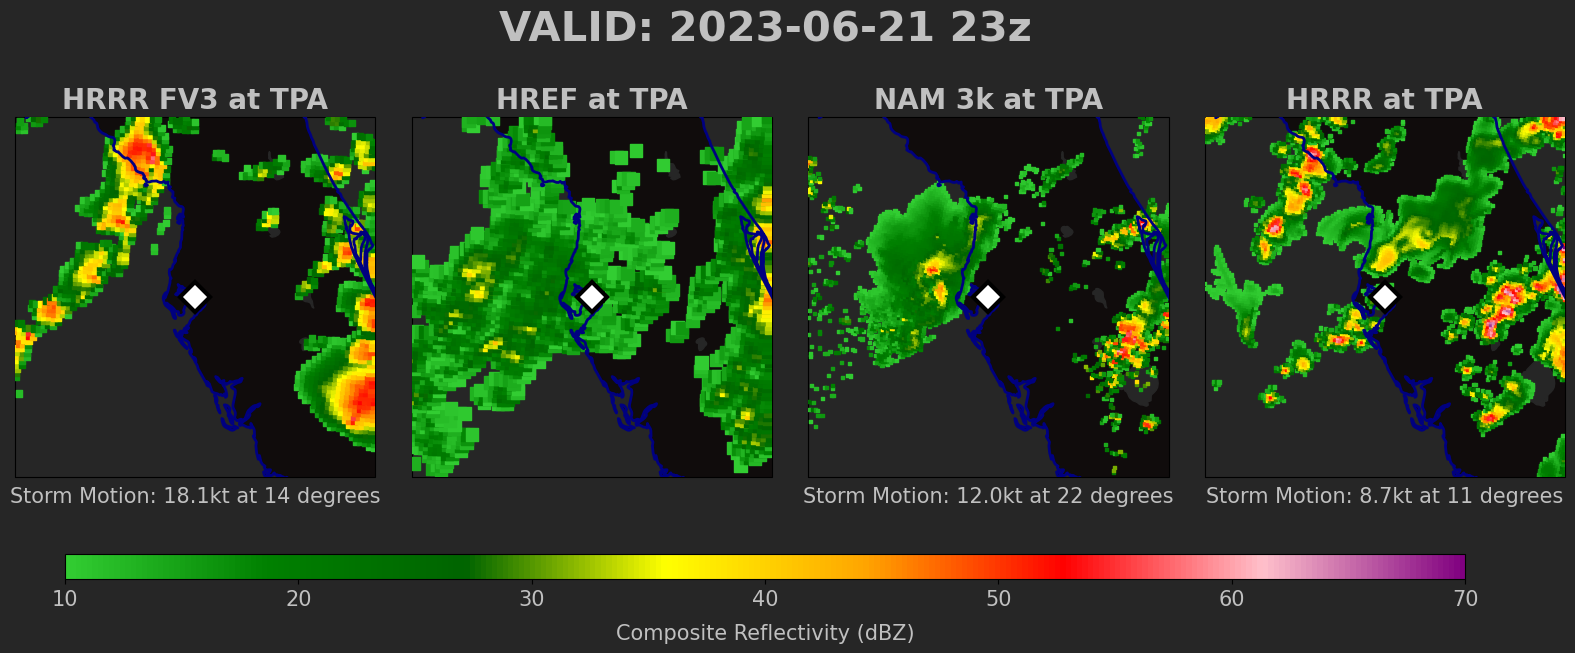 VALID: 2023-06-21 23z
HRRR FV3 at TPA
HREF at TPA
NAM 3k at TPA
HRRR at TPA
Storm Motion: 18.1kt at 14 degrees
Storm Motion: 12.0kt at 22 degrees
Storm Motion: 8.7kt at 11 degrees
10 20 30 40 50 60 70
Composite Reflectivity (dBZ)